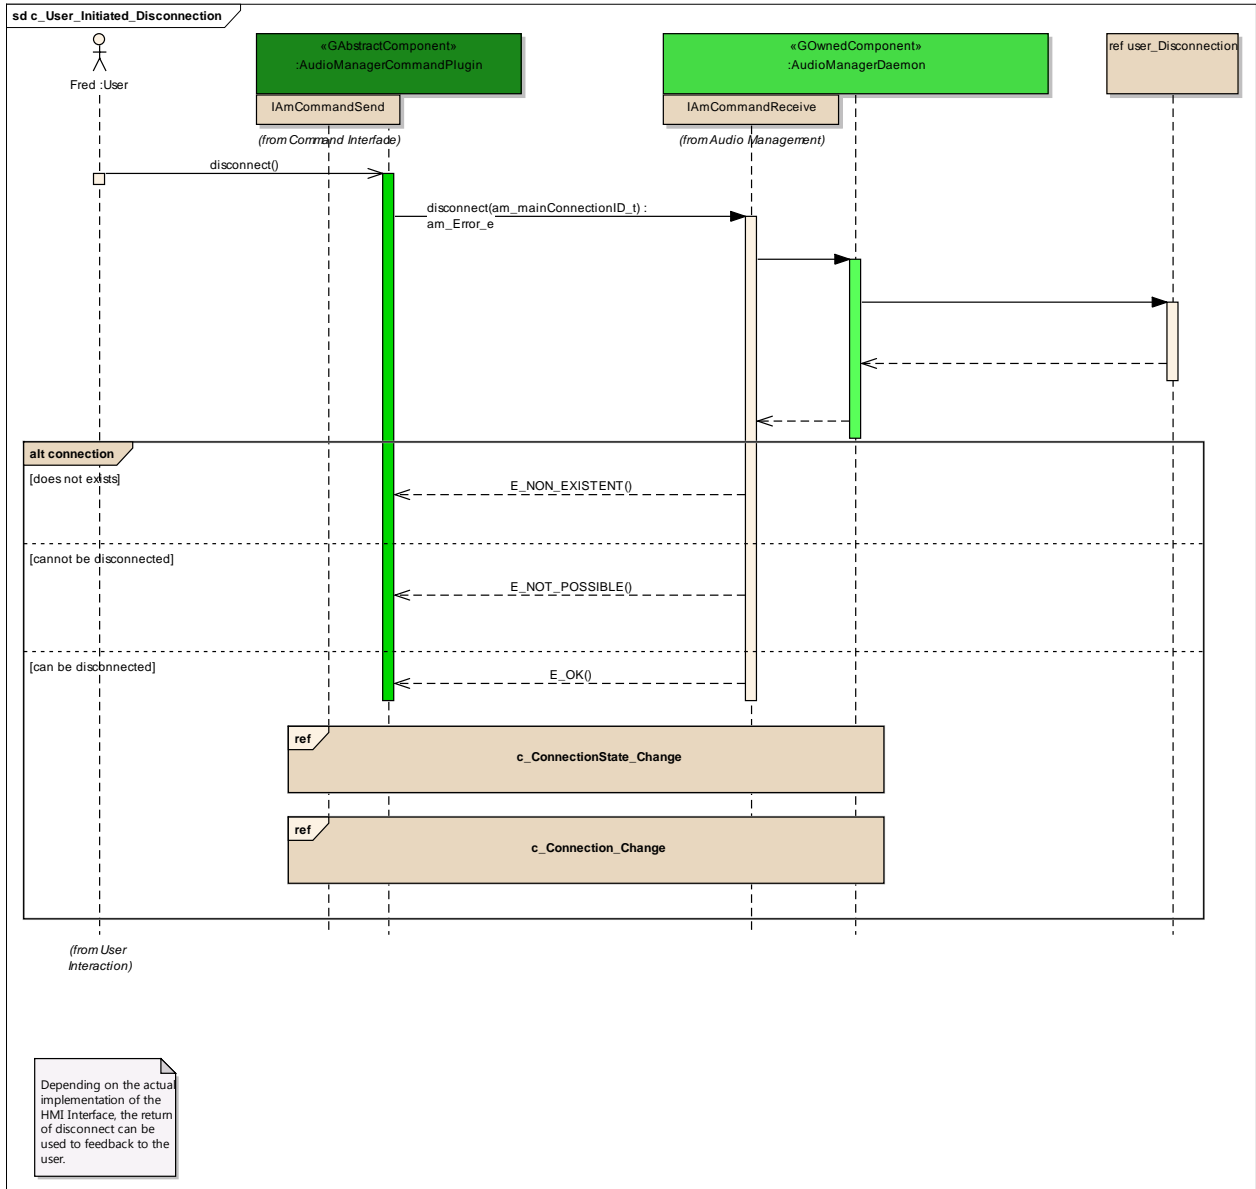 sd c_User_Initiated_Disconnection
Fred :User
«GAbstractComponent»
:AudioManagerCommandPlugin
«GOwnedComponent»
:AudioManagerDaemon
ref user_Disconnection
IAmCommandSend
IAmCommandReceive
(from Command Interface)
(from Audio Management)
disconnect()
disconnect(am_mainConnectionID_t) :
am_Error_e
alt connection
[does not exists]
E_NON_EXISTENT()
[cannot be disconnected]
E_NOT_POSSIBLE()
[can be disconnected]
E_OK()
ref
c_ConnectionState_Change
ref
c_Connection_Change
(from User
Interaction)
Depending on the actual
implementation of the
HMI Interface, the return
of disconnect can be
used to feedback to the
user.